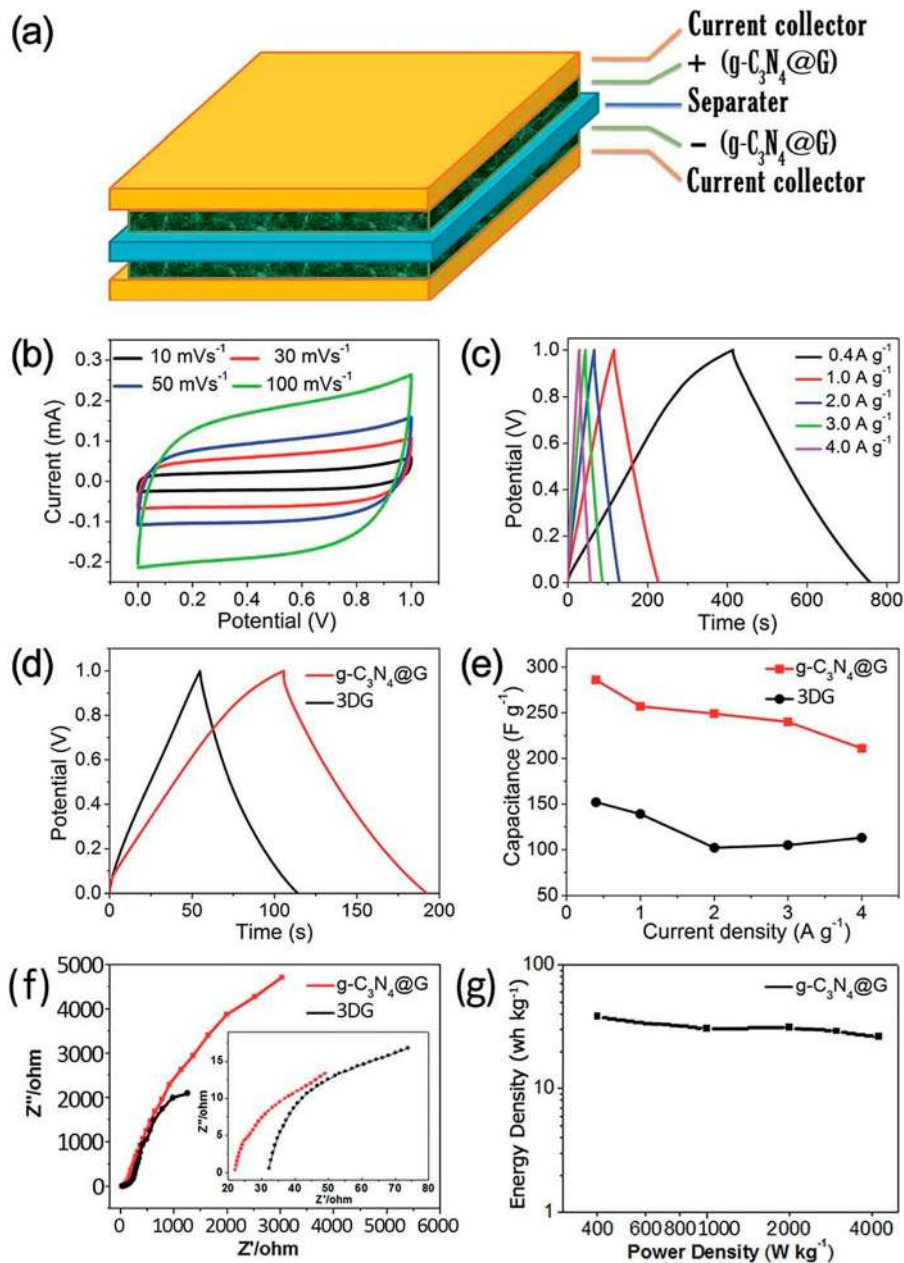 (a)
Current collector
+ (g-C₃N₄@G)
Separater
− (g-C₃N₄@G)
Current collector
(b)
10 mVs⁻¹ 30 mVs⁻¹
50 mVs⁻¹ 100 mVs⁻¹
Current (mA)
0.3
0.2
0.1
0.0
-0.1
-0.2
0.0 0.2 0.4 0.6 0.8 1.0
Potential (V)
(c)
0.4A g⁻¹
1.0 A g⁻¹
2.0 A g⁻¹
3.0 A g⁻¹
4.0 A g⁻¹
Potential (V)
1.0
0.8
0.4
0.0
0 200 400 600 800
Time (s)
(d)
g-C₃N₄@G
3DG
Potential (V)
1.0
0.8
0.6
0.4
0.2
0.0
0 50 100 150 200
Time (s)
(e)
g-C₃N₄@G
3DG
Capacitance (F g⁻¹)
300
250
200
150
100
50
0 1 2 3 4
Current density (A g⁻¹)
(f)
g-C₃N₄@G
3DG
Z''/ohm
5000
4000
3000
2000
1000
0
0 1000 2000 3000 4000 5000 6000
Z'/ohm
Z''/ohm
15
10
5
0
20 30 40 50 60 70 80
Z'/ohm
(g)
g-C₃N₄@G
Energy Density (wh kg⁻¹)
100
10
1
400 600 800 1000 2000 4000
Power Density (W kg⁻¹)